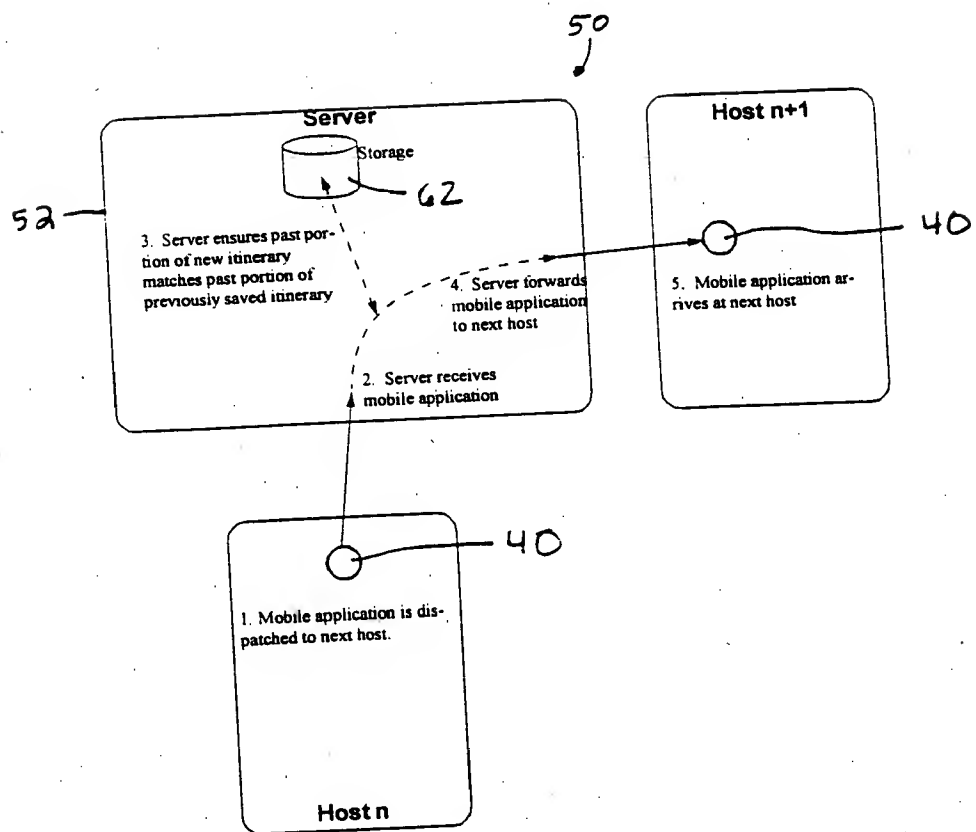 50
Server
Storage
62
52
3. Server ensures past por-
tion of new itinerary
matches past portion of
previously saved itinerary
4. Server forwards
mobile application
to next host
2. Server receives
mobile application
Host n+1
40
5. Mobile application ar-
rives at next host
40
1. Mobile application is dis-
patched to next host.
Host n